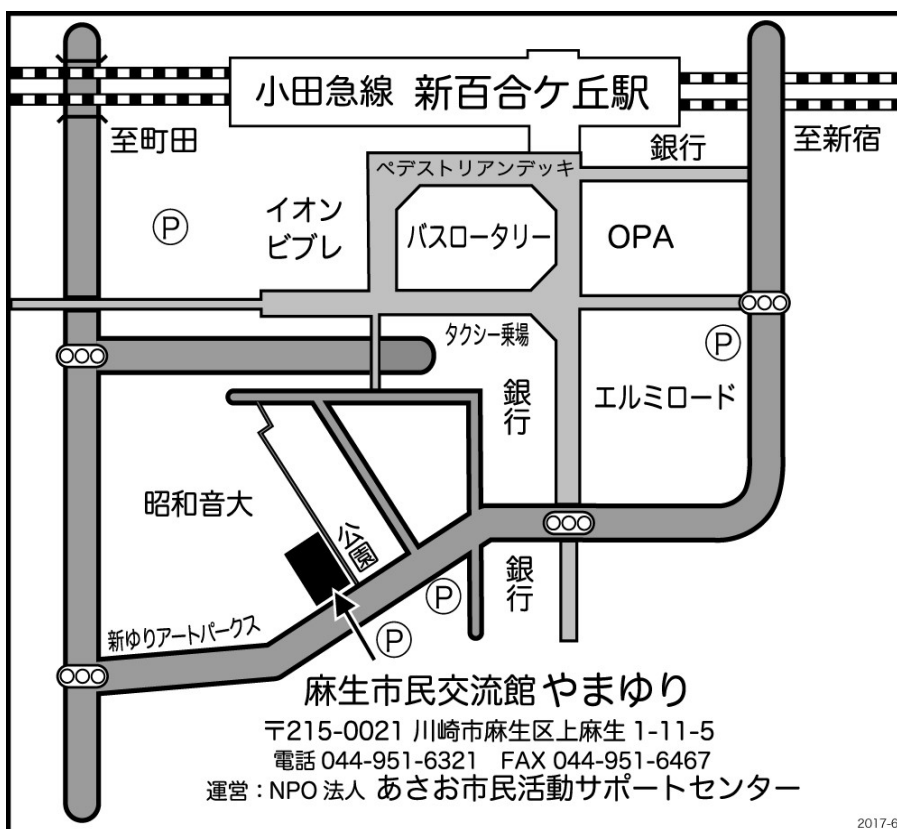 小田急線 新百合ケ丘駅
至町田
至新宿
銀行
ペデストリアンデッキ
イオン
ビブレ
Ⓟ
バスロータリー
OPA
タクシー乗場
Ⓟ
銀行
エルミロード
昭和音大
公園
銀行
Ⓟ
新ゆりアートパークス
Ⓟ
麻生市民交流館 やまゆり
〒215-0021 川崎市麻生区上麻生 1-11-5
電話 044-951-6321 FAX 044-951-6467
運営：NPO 法人 あさお市民活動サポートセンター
2017-6